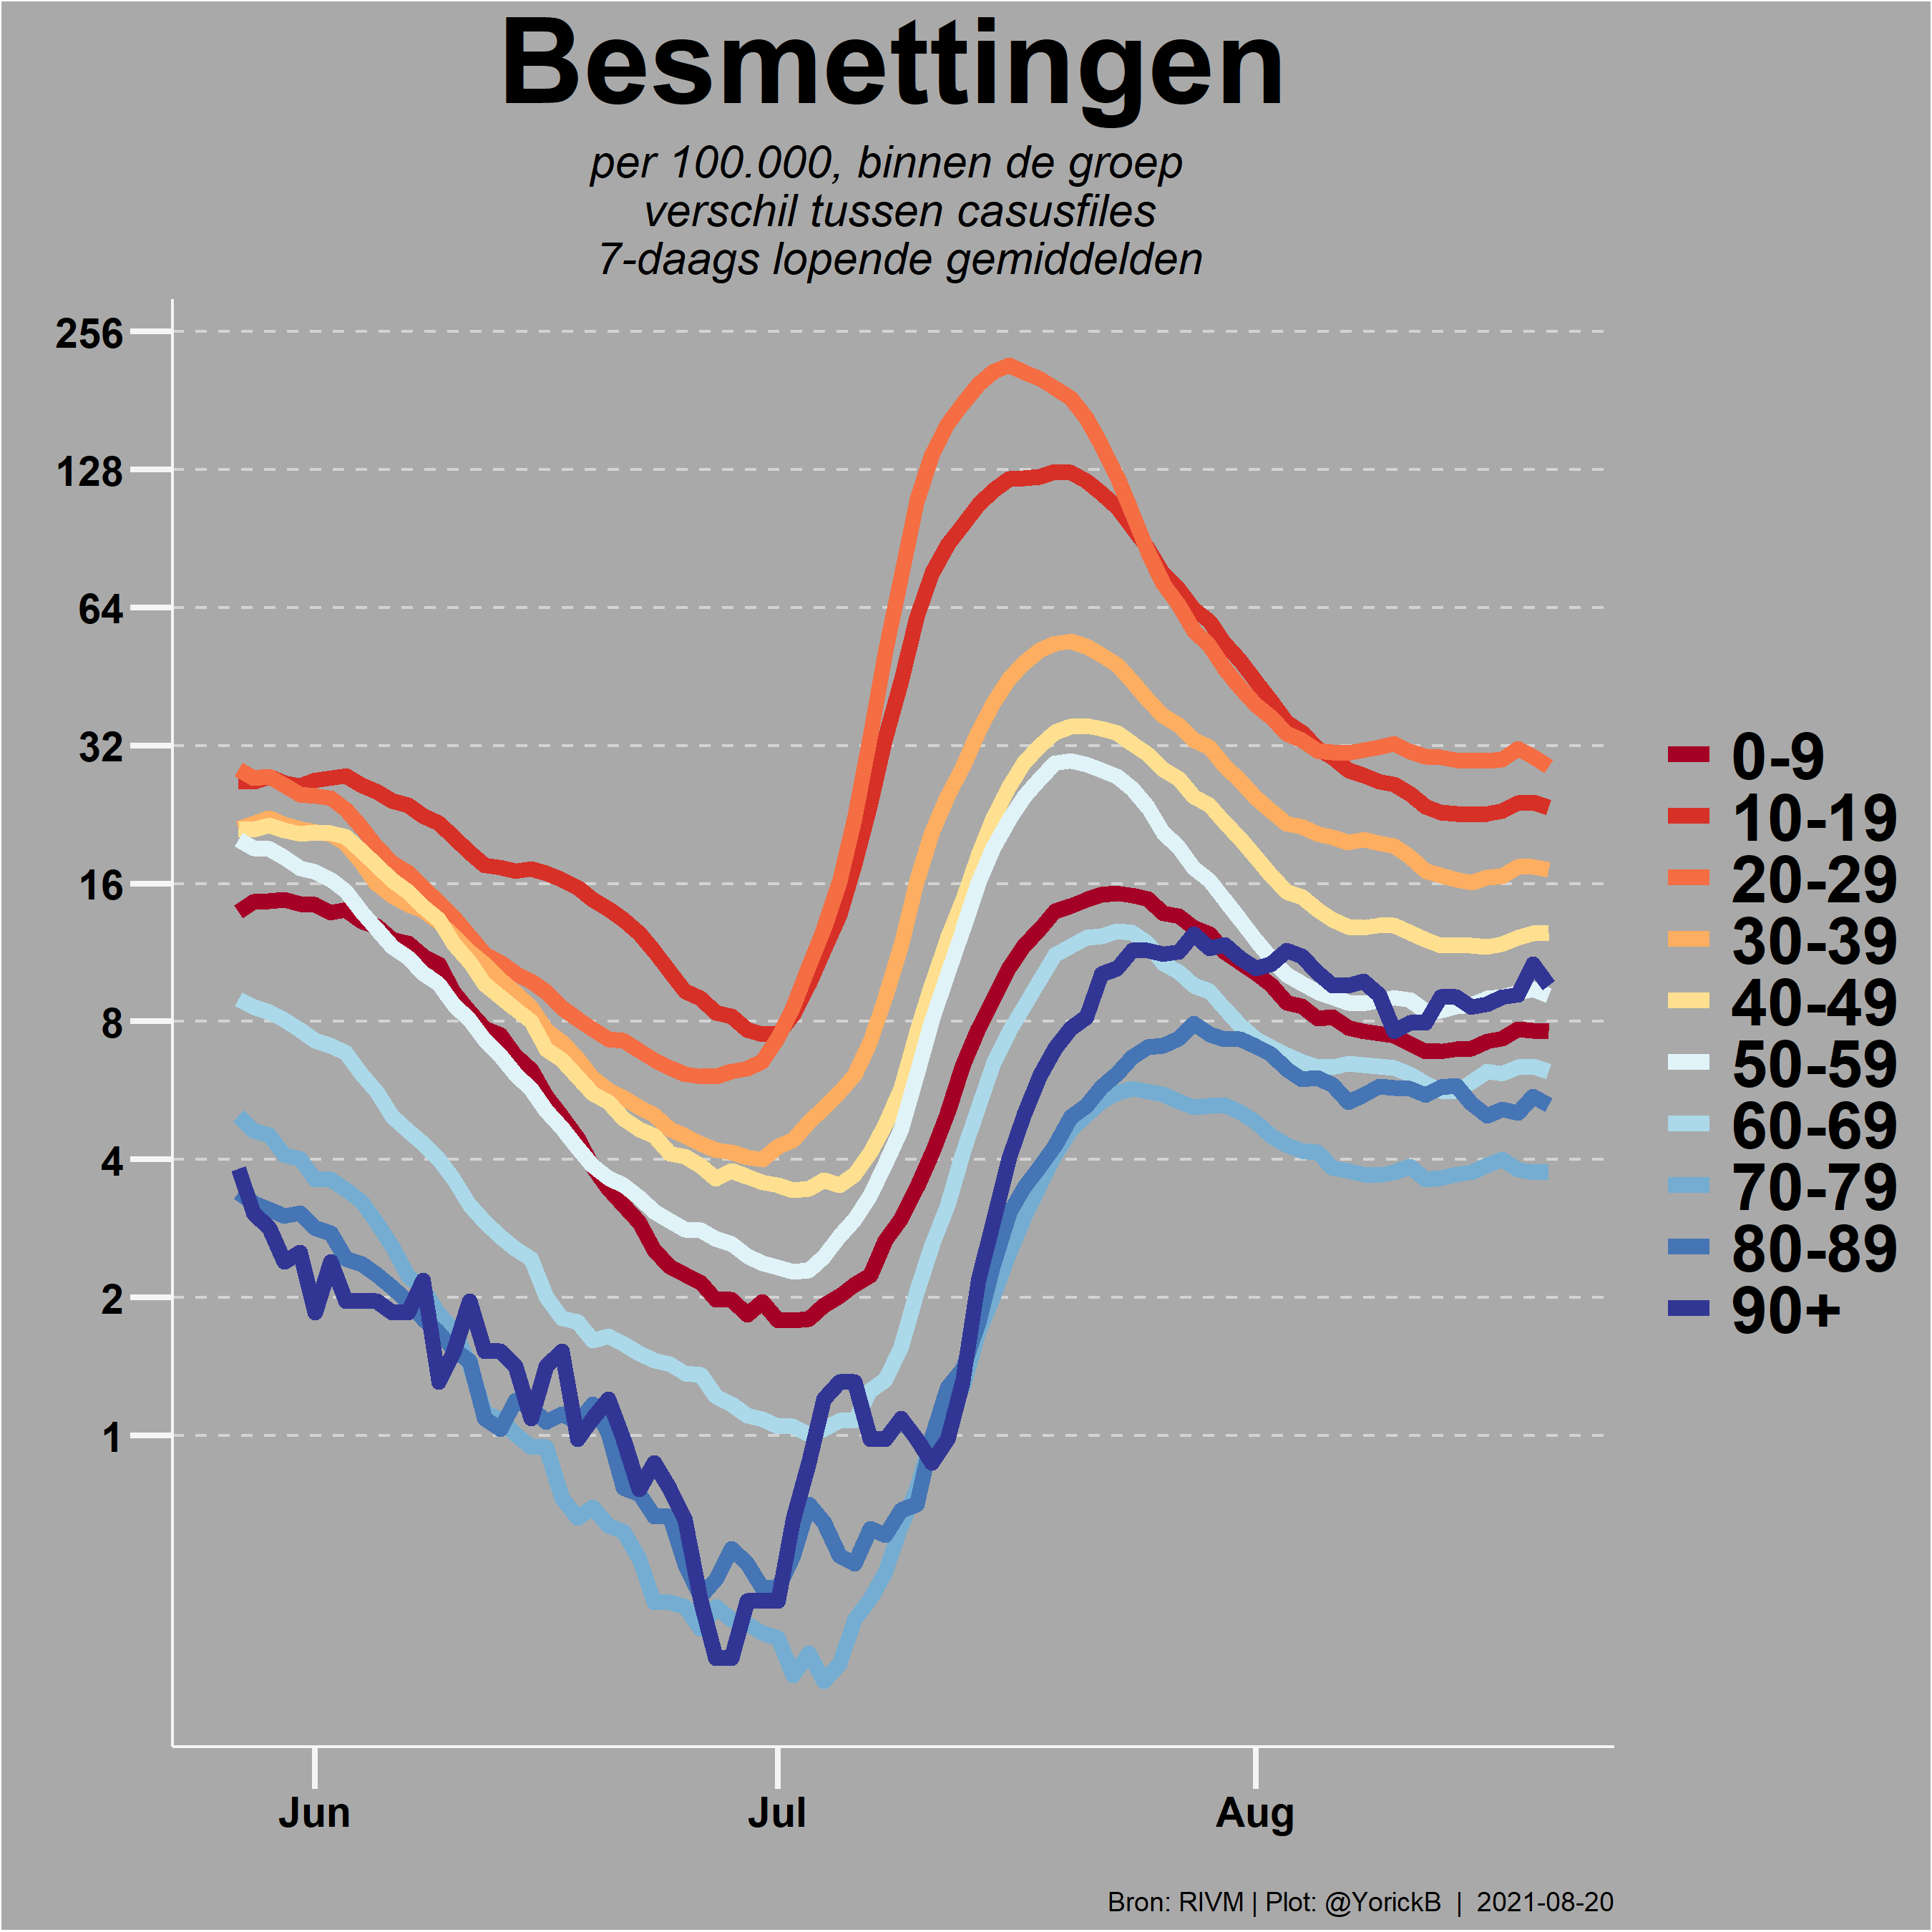 Besmettingen
per 100.000, binnen de groep
verschil tussen casusfiles
7-daags lopende gemiddelden
256
128
64
32
16
8
4
2
1
0-9
10-19
20-29
30-39
40-49
50-59
60-69
70-79
80-89
90+
Jun
Jul
Aug
Bron: RIVM | Plot: @YorickB | 2021-08-20